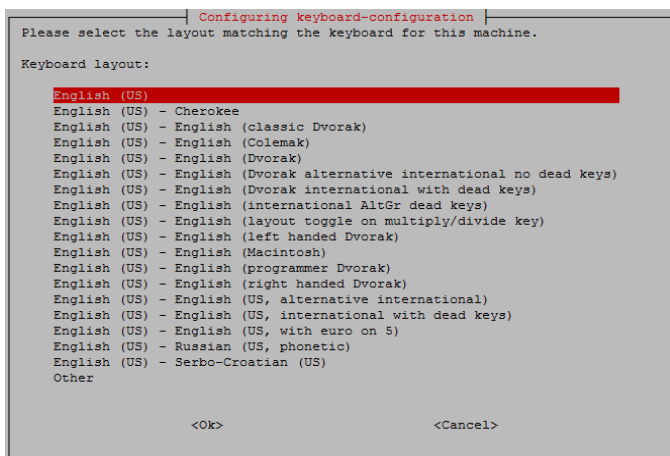 Configuring keyboard-configuration
Please select the layout matching the keyboard for this machine.
Keyboard layout:
English (US)
English (US) - Cherokee
English (US) - English (classic Dvorak)
English (US) - English (Colemak)
English (US) - English (Dvorak)
English (US) - English (Dvorak alternative international no dead keys)
English (US) - English (Dvorak international with dead keys)
English (US) - English (international AltGr dead keys)
English (US) - English (layout toggle on multiply/divide key)
English (US) - English (left handed Dvorak)
English (US) - English (Macintosh)
English (US) - English (programmer Dvorak)
English (US) - English (right handed Dvorak)
English (US) - English (US, alternative international)
English (US) - English (US, international with dead keys)
English (US) - English (US, with euro on 5)
English (US) - Russian (US, phonetic)
English (US) - Serbo-Croatian (US)
Other
<Ok> <Cancel>